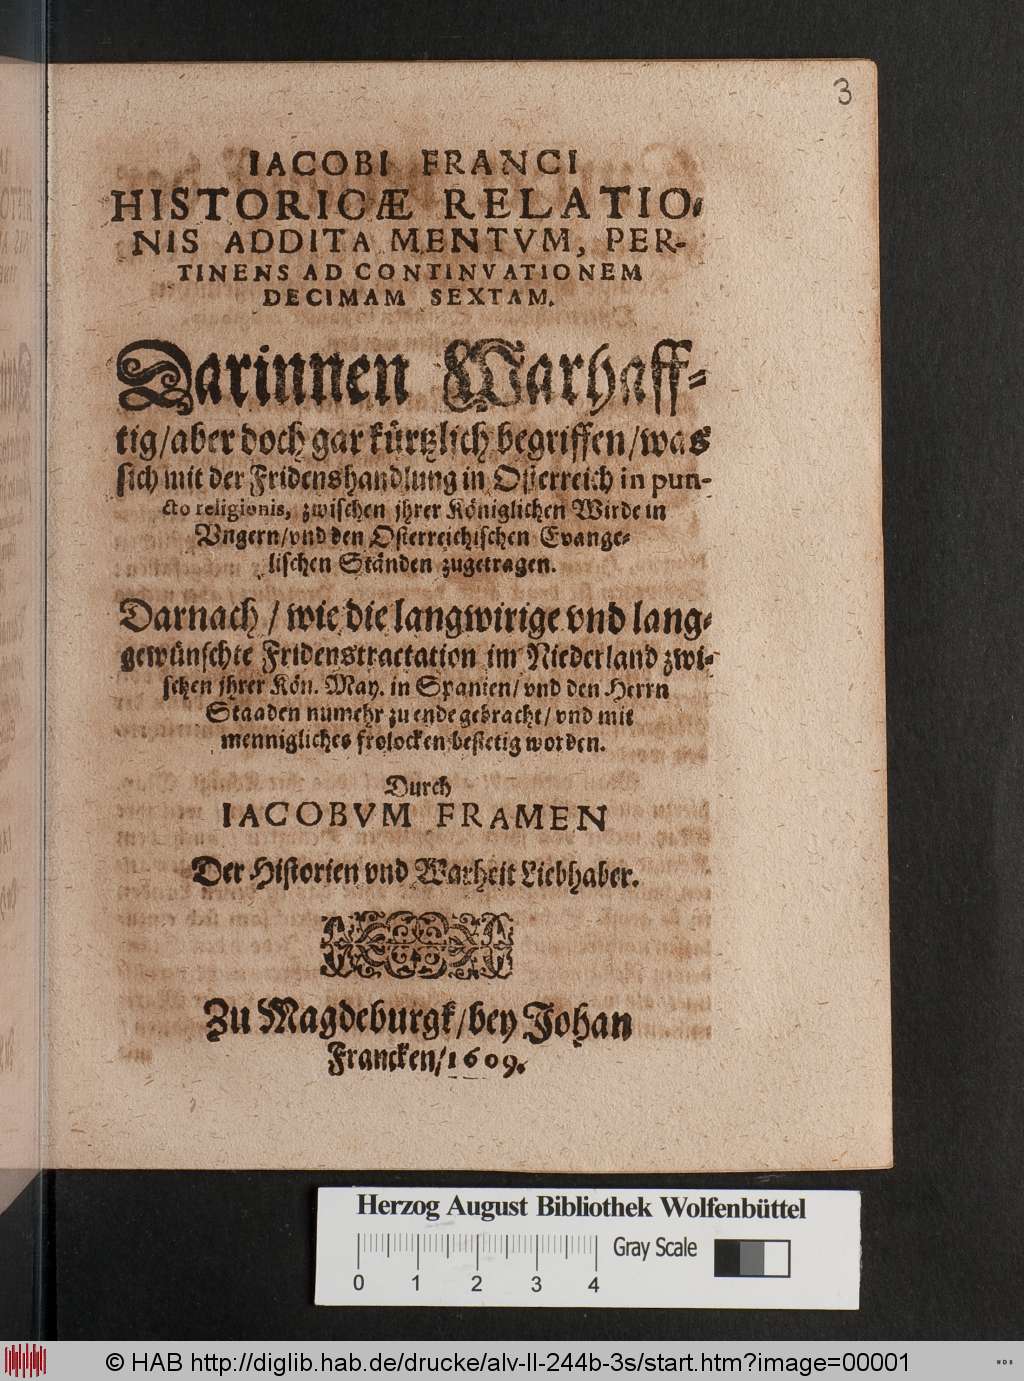 3
IACOBI FRANCI
HISTORICÆ RELATIO-
NIS ADDITAMENTVM, PER-
TINENS AD CONTINVATIONEM
DECIMAM SEXTAM.
Darinnen Warhaff-
tig/aber doch gar kürtzlich begriffen/was
sich mit der Fridenshandlung in Osterreich in pun-
cto religionis, zwischen jhrer Königlichen Wirde in
Vngern/vnd den Osterreichischen Evange-
lischen Ständen zugetragen.
Darnach / wie die langwirige vnd lang-
gewünschte Fridenstractation im Niederland zwi-
schen jhrer Kön. May. in Spanien/ vnd den Herrn
Staaden numehr zu ende gebracht/ vnd mit
mennigliches frolocken bestetig worden.
Durch
IACOBVM FRAMEN
Der Historien vnd Warheit Liebhaber.
Zu Magdeburgk/bey Johan
Francken/1609.
Herzog August Bibliothek Wolfenbüttel
0 1 2 3 4 Gray Scale
© HAB http://diglib.hab.de/drucke/alv-ll-244b-3s/start.htm?image=00001